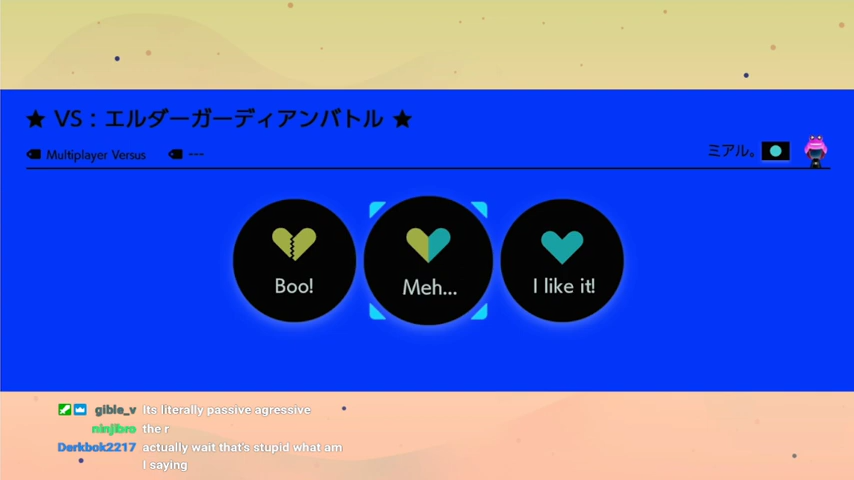 ★ VS：エルダーガーディアンバトル ★
Multiplayer Versus ---
ミアル。
Boo! Meh... I like it!
gible_v Its literally passive agressive
ninjibro the r
Derkbok2217 actually wait that's stupid what am
I saying